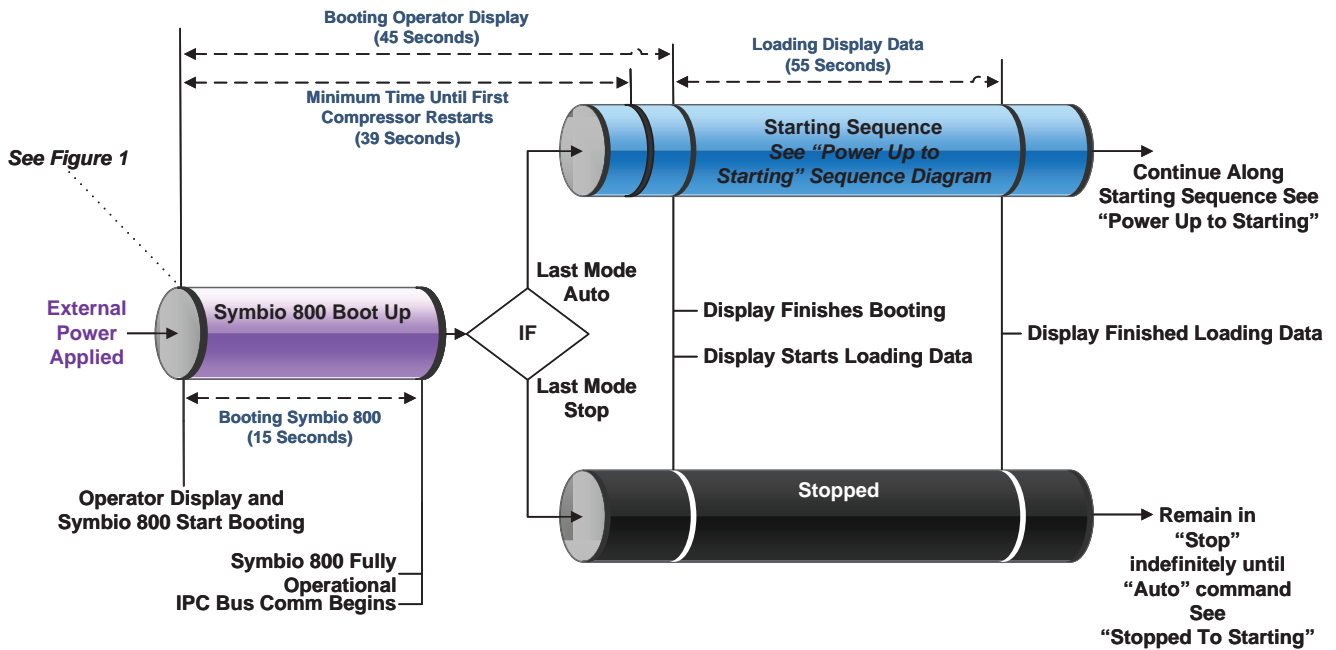 Booting Operator Display
(45 Seconds)
Loading Display Data
(55 Seconds)
Minimum Time Until First
Compressor Restarts
(39 Seconds)
See Figure 1
Starting Sequence
See “Power Up to
Starting” Sequence Diagram
Continue Along
Starting Sequence See
“Power Up to Starting”
Last Mode
Auto
External
Power
Applied
Symbio 800 Boot Up
IF
Display Finishes Booting
Display Starts Loading Data
Display Finished Loading Data
Last Mode
Stop
Booting Symbio 800
(15 Seconds)
Operator Display and
Symbio 800 Start Booting
Stopped
Symbio 800 Fully
Operational
IPC Bus Comm Begins
Remain in
“Stop”
indefinitely until
“Auto” command
See
“Stopped To Starting”